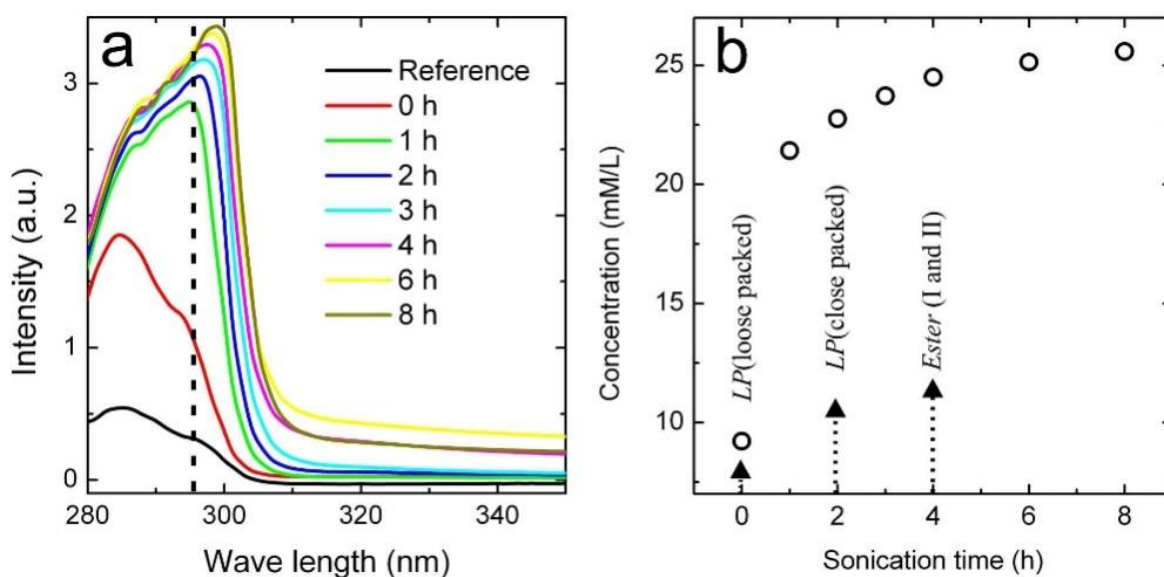 a
3
2
1
0
280
300
320
340
Intensity (a.u.)
Wave length (nm)
Reference
0 h
1 h
2 h
3 h
4 h
6 h
8 h
b
25
20
15
10
0
2
4
6
8
Concentration (mM/L)
Sonication time (h)
LP(loose packed)
LP(close packed)
Ester (I and II)